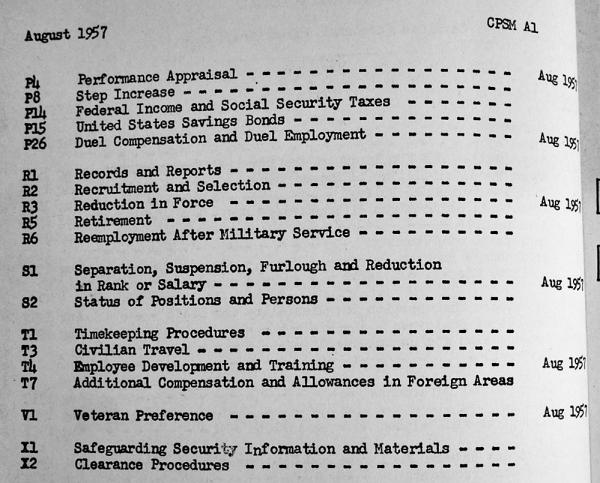 August 1957 CPSM A1
P4 Performance Appraisal - - - - - - - - - - - - - - - - - - Aug 1957
P8 Step Increase - - - - - - - - - - - - - - - - - - - - - -
P14 Federal Income and Social Security Taxes - - - - - - -
P15 United States Savings Bonds - - - - - - - - - - - - - - -
P26 Duel Compensation and Duel Employment - - - - - - - - - Aug 1957
R1 Records and Reports - - - - - - - - - - - - - - - - - - -
R2 Recruitment and Selection - - - - - - - - - - - - - - - -
R3 Reduction in Force - - - - - - - - - - - - - - - - - - - Aug 1957
R5 Retirement - - - - - - - - - - - - - - - - - - - - - - -
R6 Reemployment After Military Service - - - - - - - - - - -
S1 Separation, Suspension, Furlough and Reduction
in Rank or Salary - - - - - - - - - - - - - - - - - - - - Aug 1957
S2 Status of Positions and Persons - - - - - - - - - - - - -
T1 Timekeeping Procedures - - - - - - - - - - - - - - - - -
T3 Civilian Travel - - - - - - - - - - - - - - - - - - - - -
T4 Employee Development and Training - - - - - - - - - - - - Aug 1957
T7 Additional Compensation and Allowances in Foreign Areas
V1 Veteran Preference - - - - - - - - - - - - - - - - - - - Aug 1957
X1 Safeguarding Security Information and Materials - - - -
X2 Clearance Procedures - - - - - - - - - - - - - - - - - -